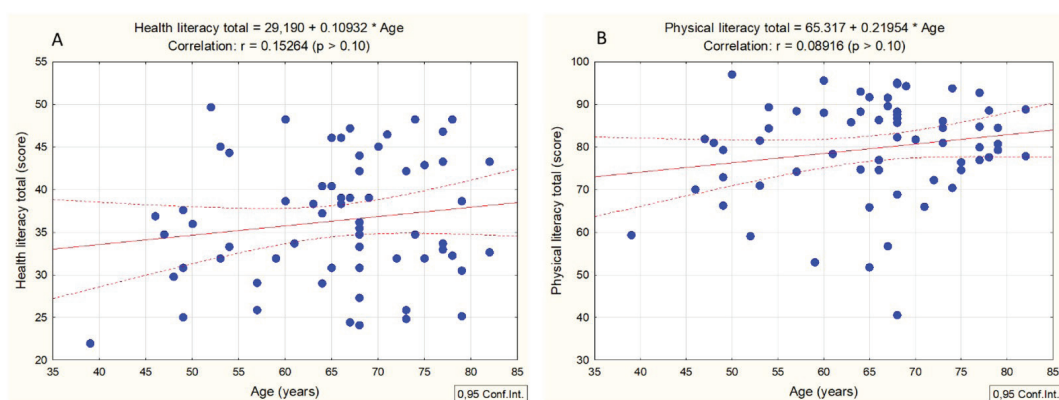 A
Health literacy total = 29,190 + 0.10932 * Age
Correlation: r = 0.15264 (p > 0.10)
Health literacy total (score)
55
50
45
40
35
30
25
20
35 40 45 50 55 60 65 70 75 80 85
Age (years)
0,95 Conf.Int.
B
Physical literacy total = 65.317 + 0.21954 * Age
Correlation: r = 0.08916 (p > 0.10)
Physical literacy total (score)
100
90
80
70
60
50
40
30
35 40 45 50 55 60 65 70 75 80 85
Age (years)
0,95 Conf.Int.